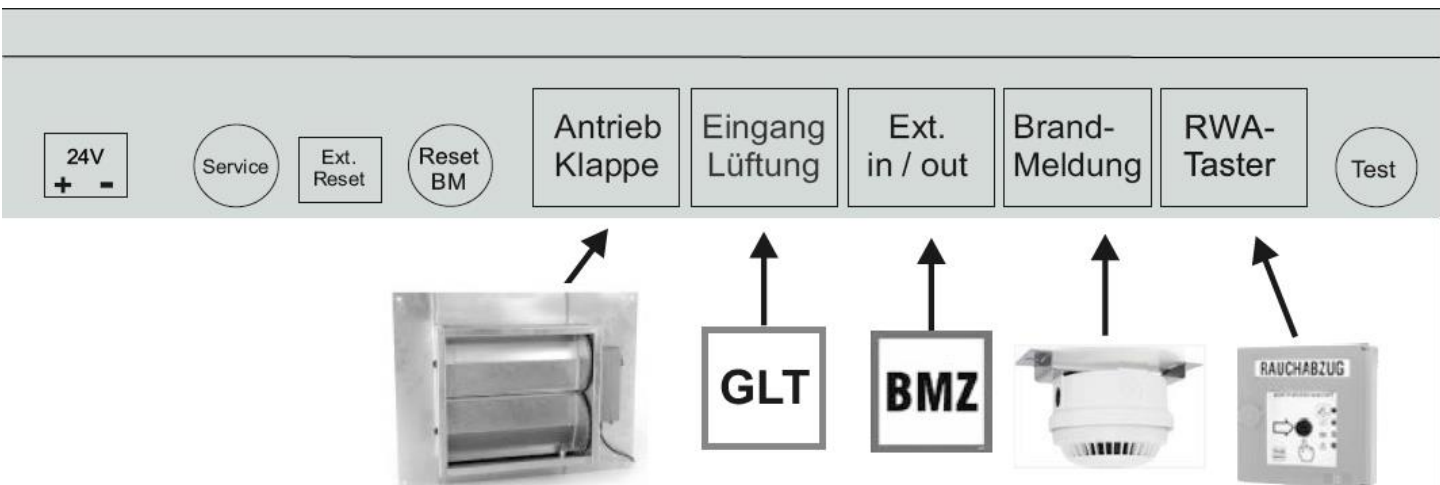 24V
+ -
Service
Ext.
Reset
Reset
BM
Antrieb
Klappe
Eingang
Lüftung
Ext.
in / out
Brand-
Meldung
RWA-
Taster
Test
GLT
BMZ
RAUCHABZUG